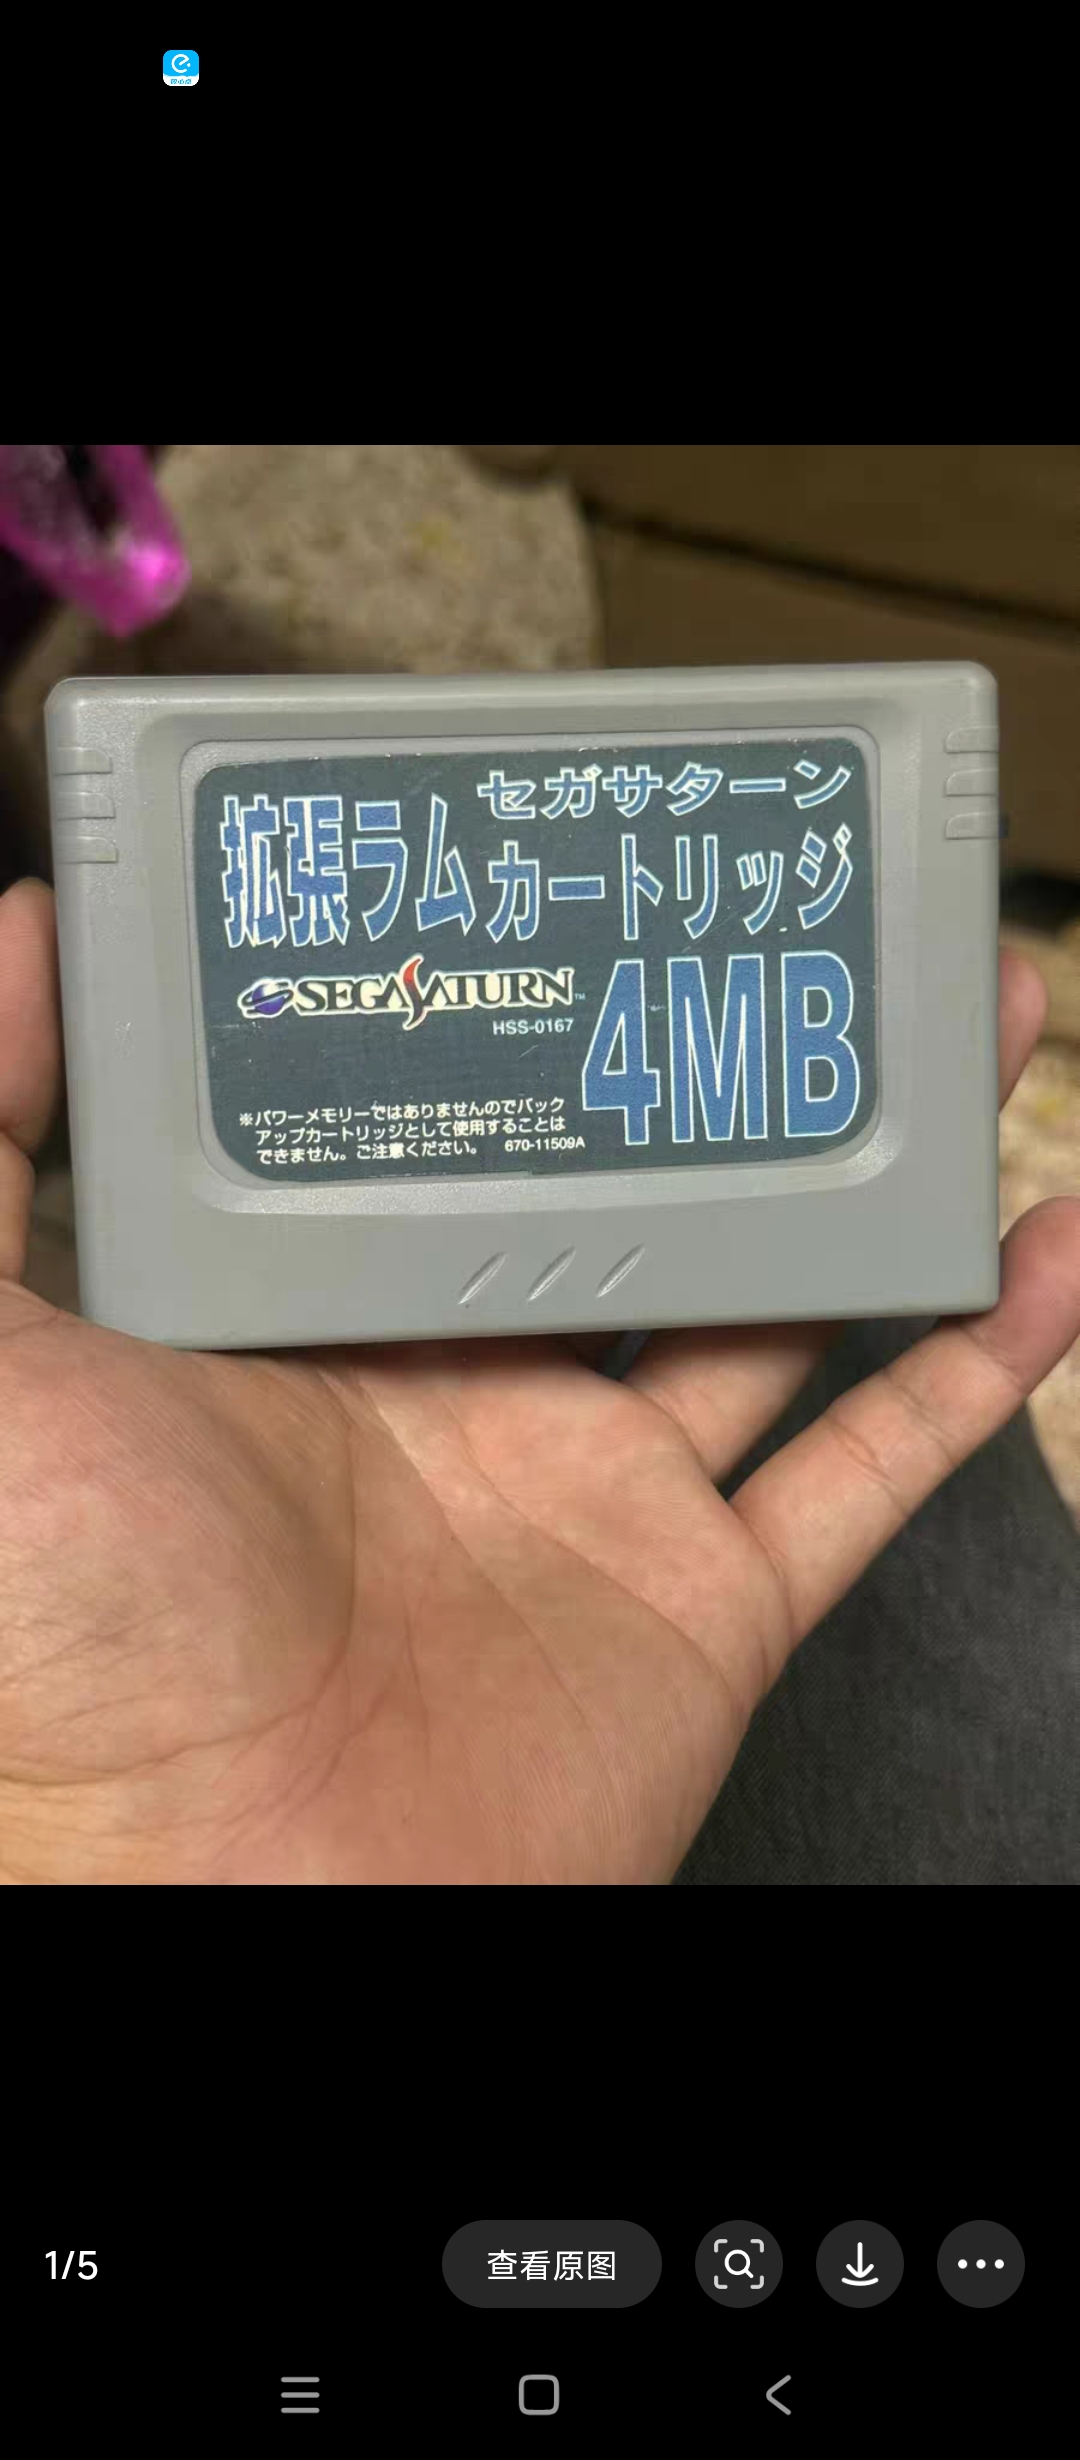 セガサターン
拡張ラムカートリッジ
SEGA SATURN™
HSS-0167
4MB
※パワーメモリーではありませんのでバック
アップカートリッジとして使用することは
できません。ご注意ください。
670-11509A
1/5
查看原图